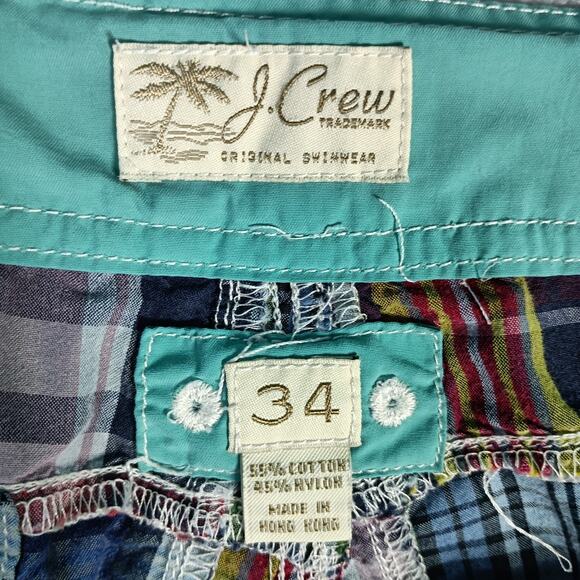 J.Crew
TRADEMARK
ORIGINAL SWIMWEAR
34
55% COTTON
45% NYLON
MADE IN
HONG KONG